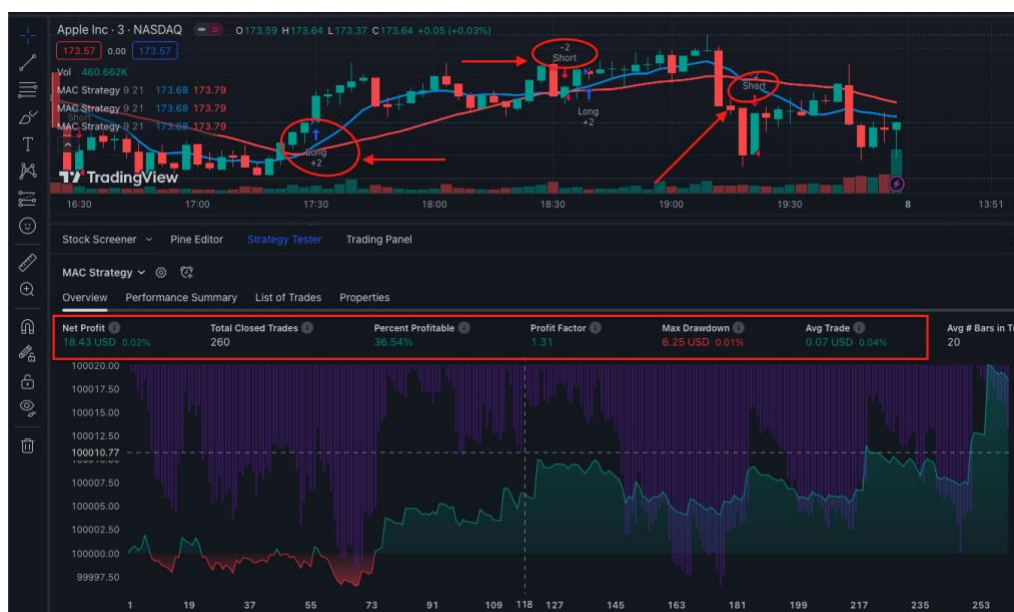 Apple Inc · 3 · NASDAQ O173.59 H173.64 L173.37 C173.64 +0.05 (+0.03%)
173.57 0.00 173.57
Vol 460.662K
MAC Strategy 9 21 173.68 173.79
MAC Strategy 9 21 173.68 173.79
Short
MAC Strategy 9 21 173.68 173.79
-2
Short
Long
+2
Short
Long
+2
TradingView
16:30 17:00 17:30 18:00 18:30 19:00 19:30 8 13:51
Stock Screener Pine Editor Strategy Tester Trading Panel
MAC Strategy
Overview Performance Summary List of Trades Properties
Net Profit Total Closed Trades Percent Profitable Profit Factor Max Drawdown Avg Trade Avg # Bars in
18.43 USD 0.02% 260 36.54% 1.31 6.25 USD 0.01% 0.07 USD 0.04% 20
100020.00
100017.50
100015.00
100012.50
100010.77
100007.50
100005.00
100002.50
100000.00
99997.50
1 19 37 55 73 91 109 118 127 145 163 181 199 217 235 253